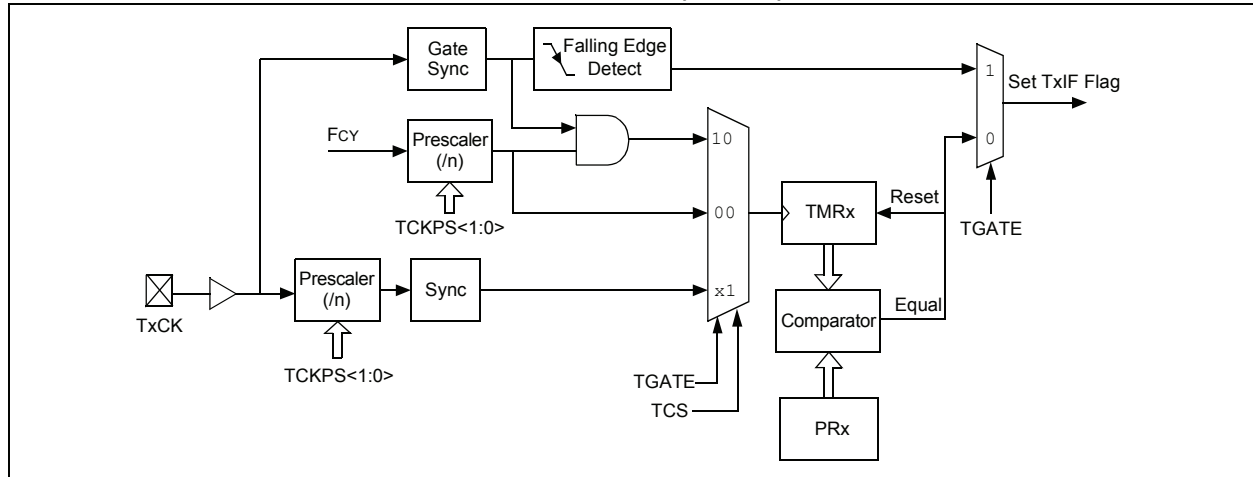 Gate
Sync
Falling Edge
Detect
1
Set TxIF Flag
0
FCY
Prescaler
(/n)
10
TCKPS<1:0>
00
Reset
TMRx
TGATE
TxCK
Prescaler
(/n)
Sync
x1
Equal
Comparator
TCKPS<1:0>
TGATE
TCS
PRx